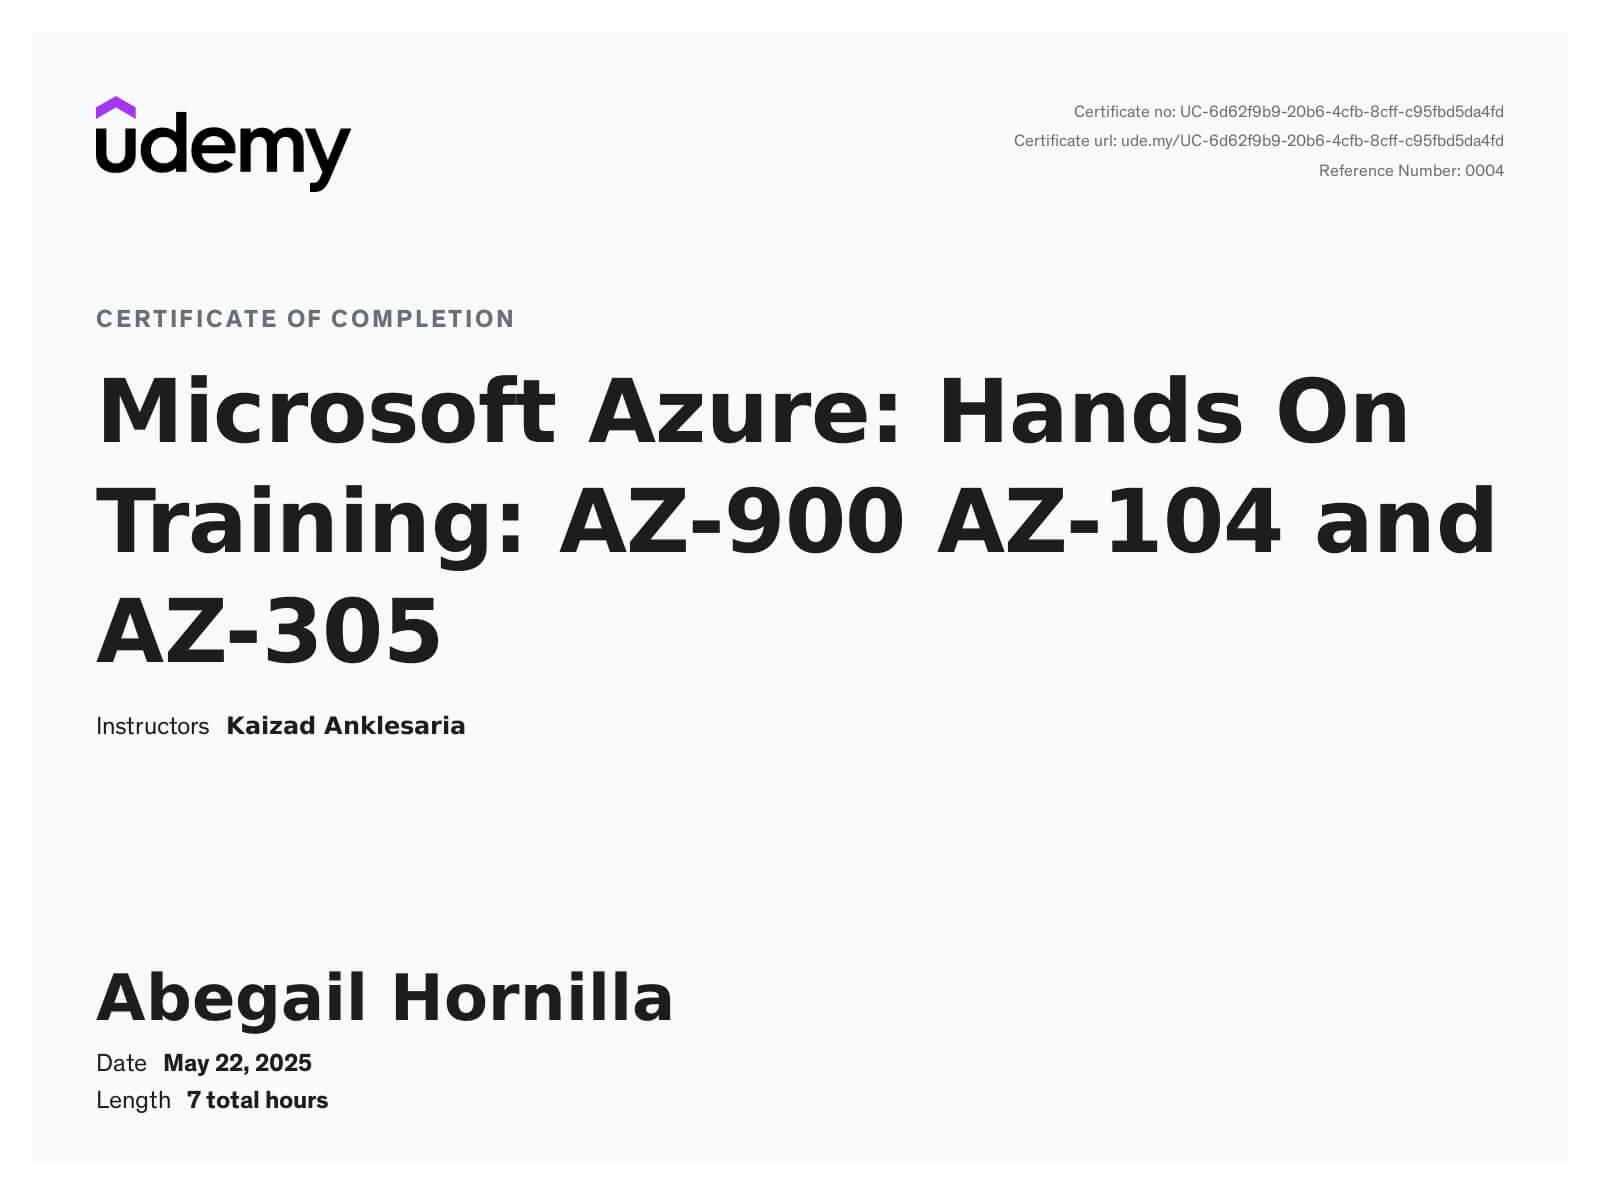 udemy
Certificate no: UC-6d62f9b9-20b6-4cfb-8cff-c95fbd5da4fd
Certificate url: ude.my/UC-6d62f9b9-20b6-4cfb-8cff-c95fbd5da4fd
Reference Number: 0004
CERTIFICATE OF COMPLETION
Microsoft Azure: Hands On
Training: AZ-900 AZ-104 and
AZ-305
Instructors Kaizad Anklesaria
Abegail Hornilla
Date May 22, 2025
Length 7 total hours